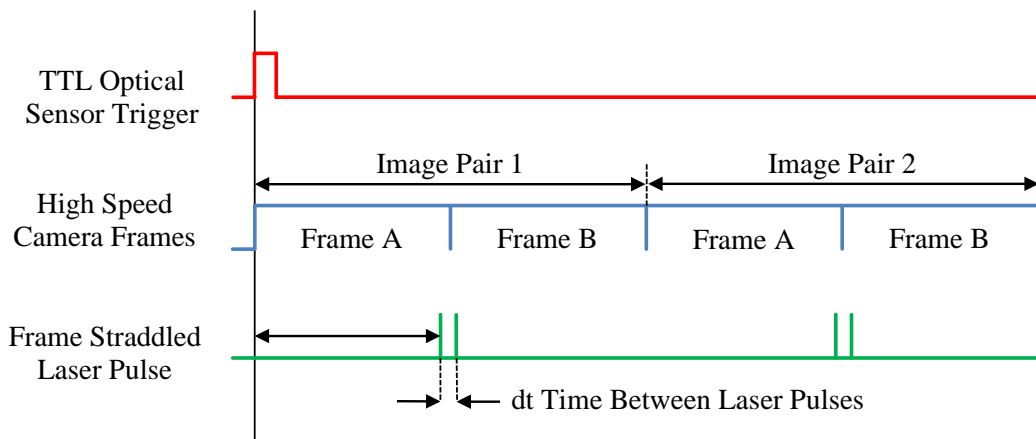 TTL Optical
Sensor Trigger
Image Pair 1
Image Pair 2
High Speed
Camera Frames
Frame A
Frame B
Frame A
Frame B
Frame Straddled
Laser Pulse
dt Time Between Laser Pulses